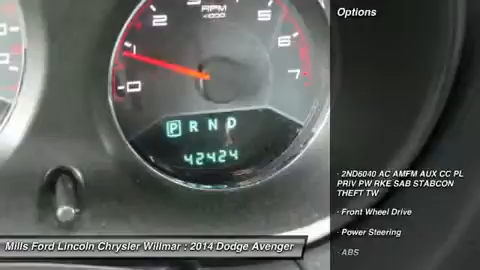 Options
RPM
×1000
0
1
2
3
5
6
7
P R N D
42424
· 2ND6040 AC AMFM AUX CC PL
PRIV PW RKE SAB STABCON
THEFT TW
· Front Wheel Drive
· Power Steering
· ABS
Mills Ford Lincoln Chrysler Willmar : 2014 Dodge Avenger